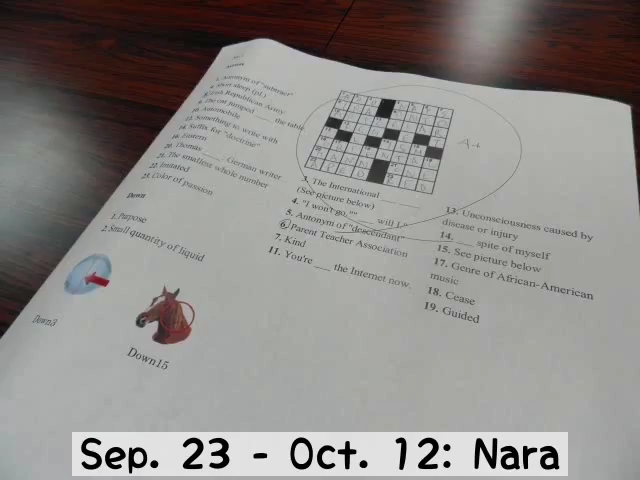 1. Antonym of "subtract"
4. Short sleep (pl.)
8. Irish Republican Army
9. The cat jumped ___ the table
10. Automobile
12. Something to write with
14. Suffix for "doctrine"
16. Eastern
20. Thomas ___: German writer
21. The smallest whole number
22. Imitated
23. Color of passion
Down
1. Purpose
2. Small quantity of liquid
3. The International ___ ___
(See picture below)
4. "I won't go," " ___ will I."
5. Antonym of "descendant"
6. Parent Teacher Association
7. Kind
11. You're ___ the Internet now.
13. Unconsciousness caused by
disease or injury
14. ___ spite of myself
15. See picture below
17. Genre of African-American
music
18. Cease
19. Guided
A+
Down3
Down15
Sep. 23 - Oct. 12: Nara